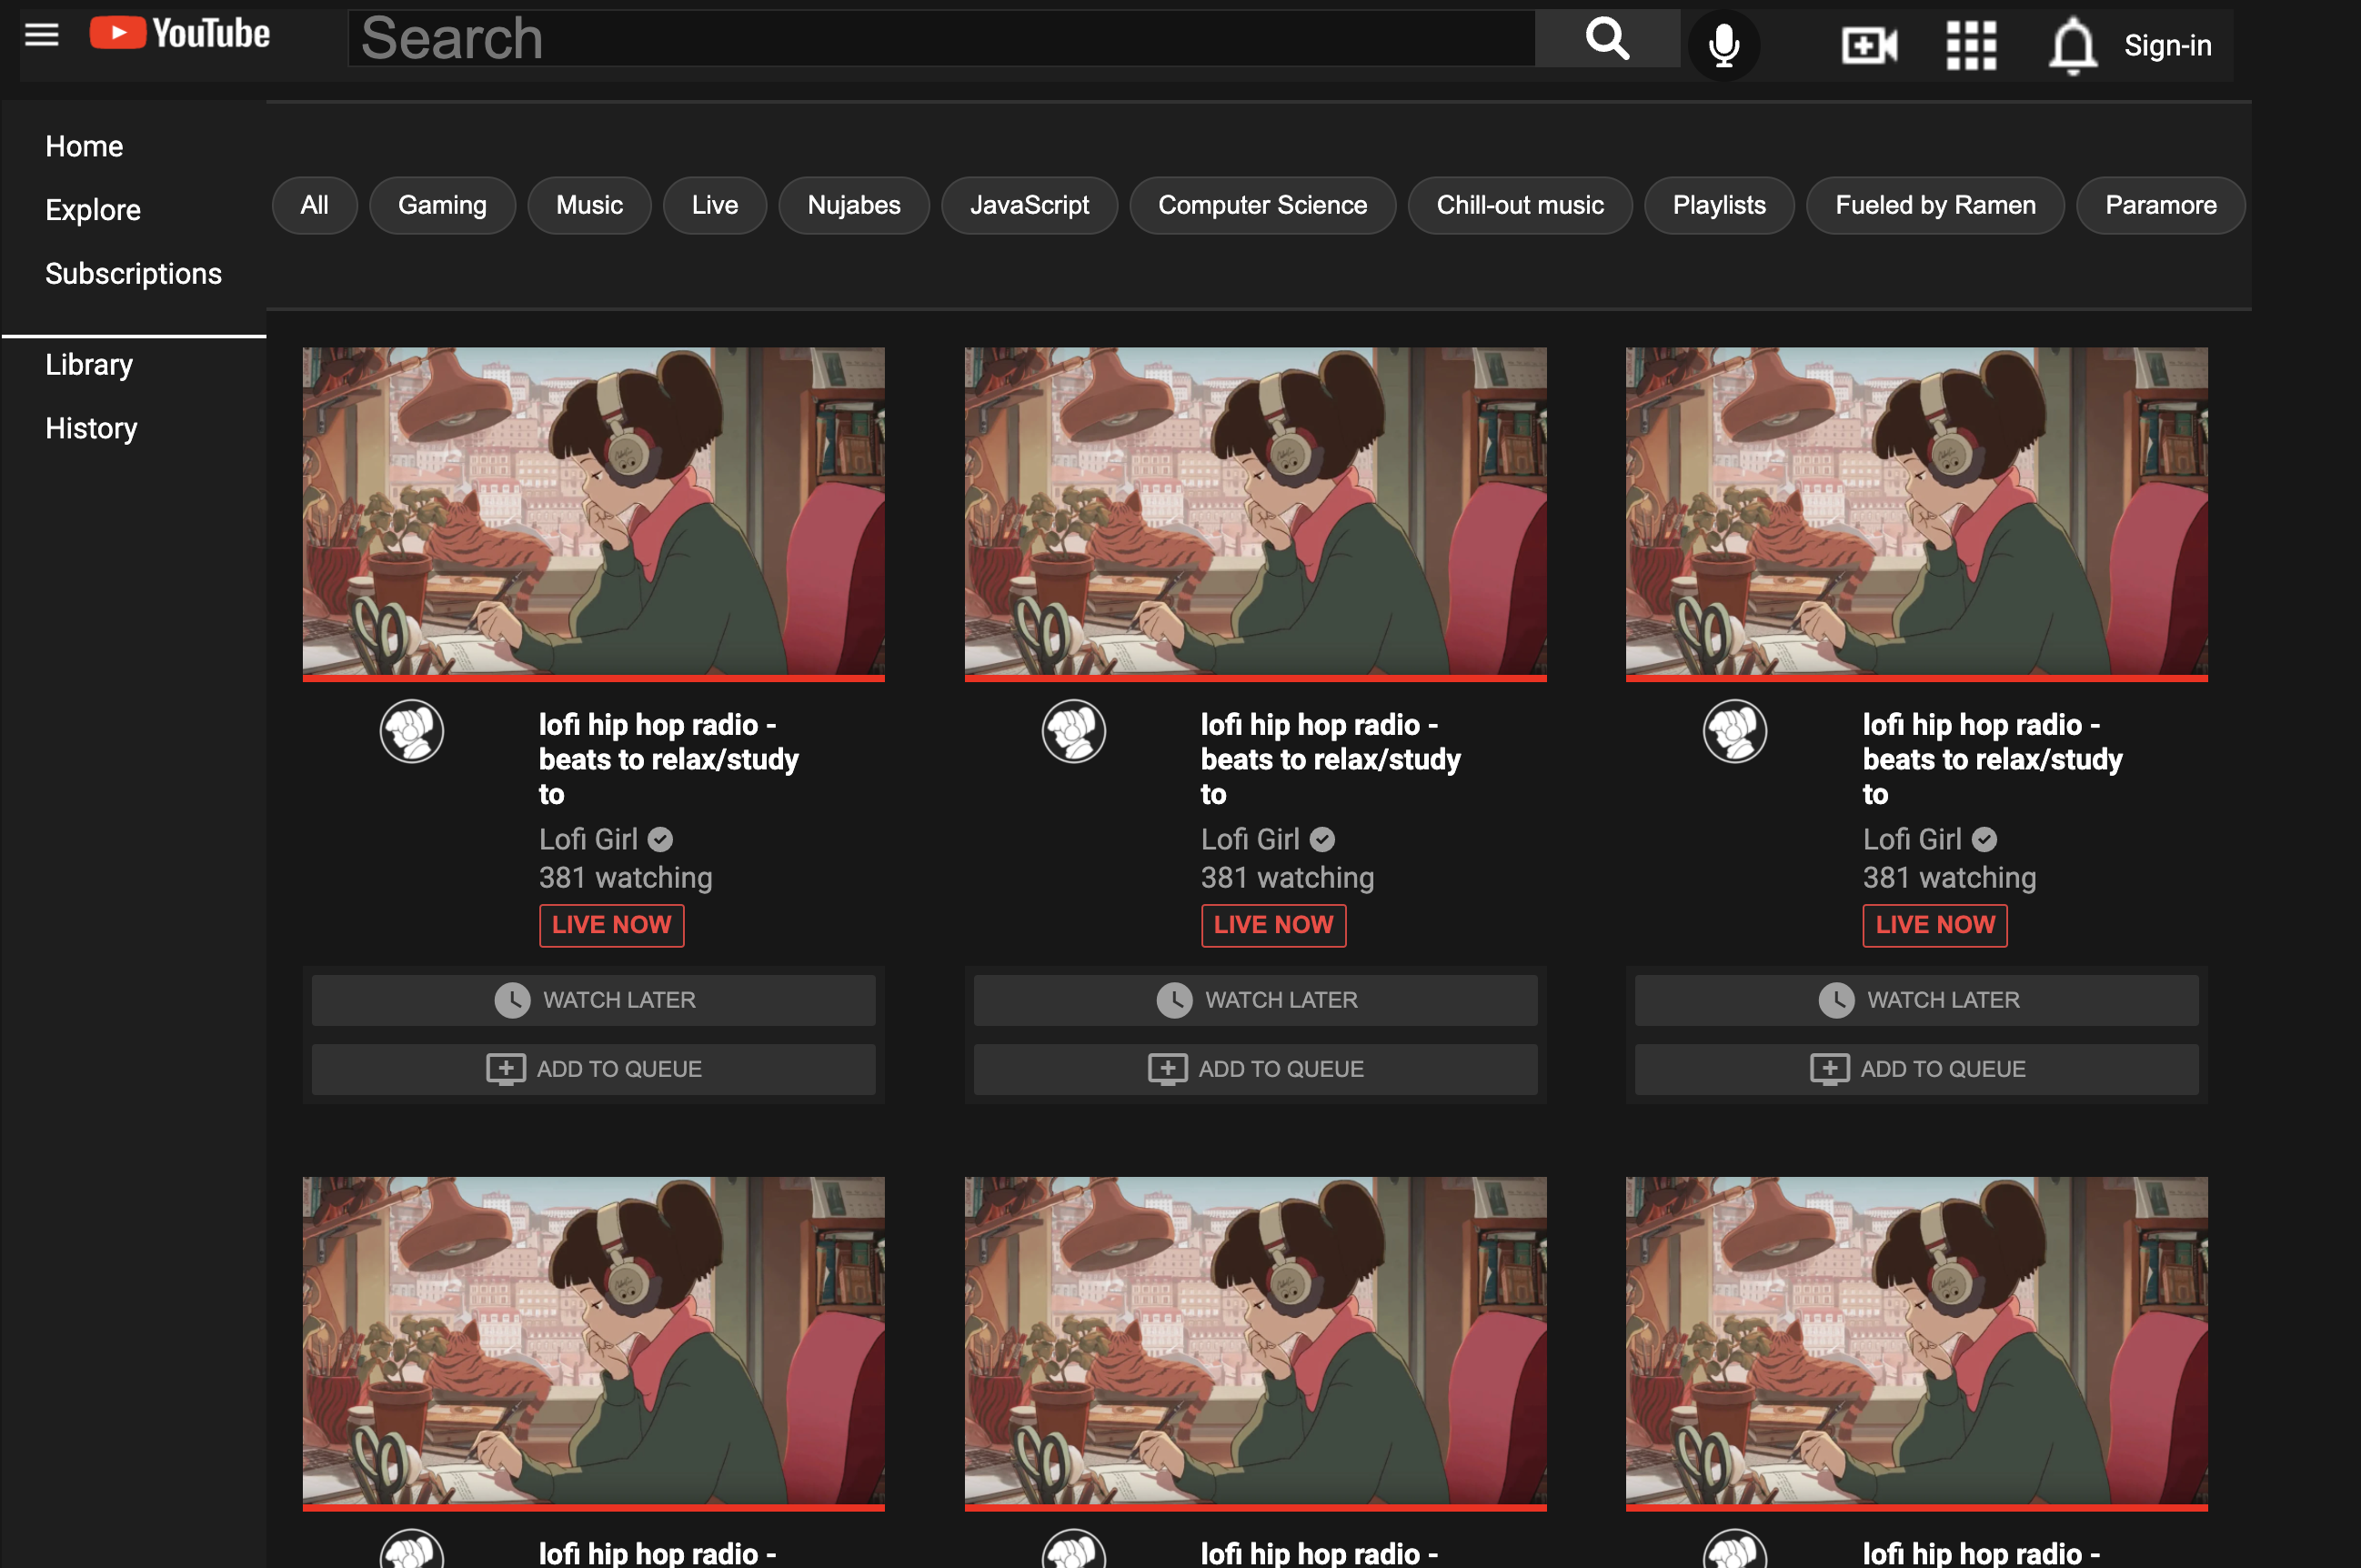 YouTube
Search
Sign-in
Home
Explore
Subscriptions
Library
History
All Gaming Music Live Nujabes JavaScript Computer Science Chill-out music Playlists Fueled by Ramen Paramore
lofi hip hop radio -
beats to relax/study
to
Lofi Girl
381 watching
LIVE NOW
WATCH LATER
ADD TO QUEUE
lofi hip hop radio -
beats to relax/study
to
Lofi Girl
381 watching
LIVE NOW
WATCH LATER
ADD TO QUEUE
lofi hip hop radio -
beats to relax/study
to
Lofi Girl
381 watching
LIVE NOW
WATCH LATER
ADD TO QUEUE
lofi hip hop radio -
lofi hip hop radio -
lofi hip hop radio -